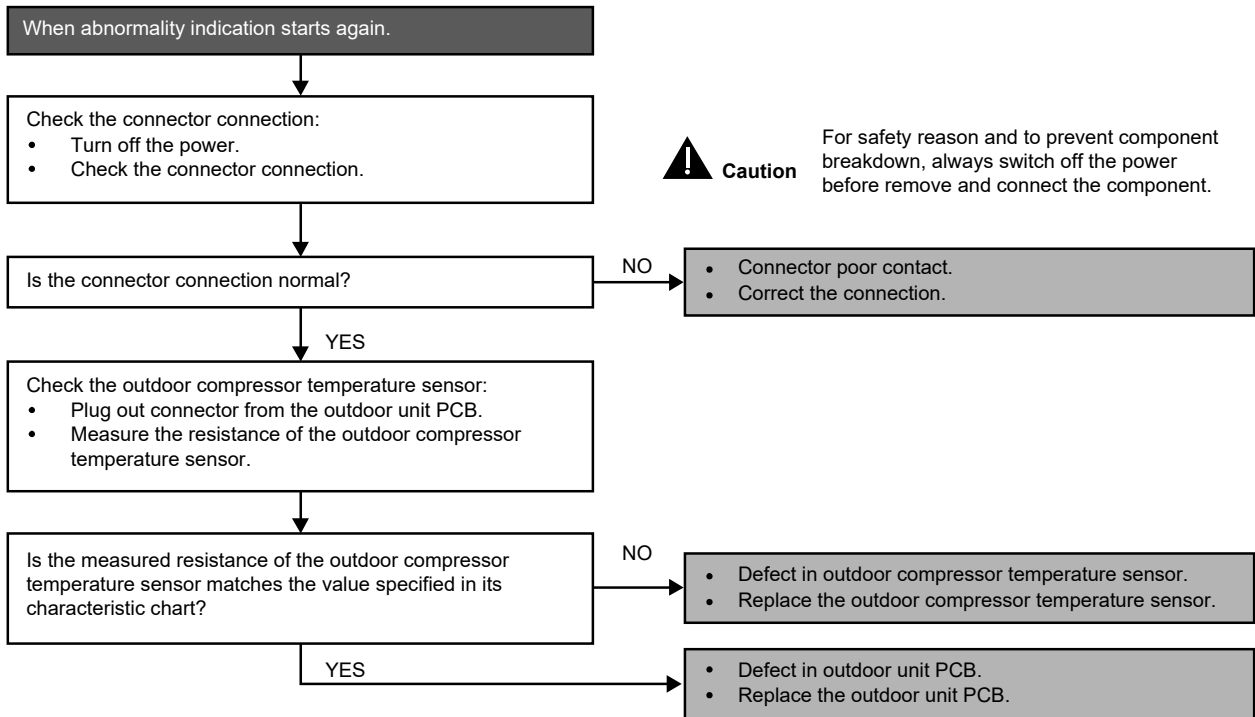 When abnormality indication starts again.
Check the connector connection:
• Turn off the power.
• Check the connector connection.
Caution
For safety reason and to prevent component
breakdown, always switch off the power
before remove and connect the component.
Is the connector connection normal?
NO
• Connector poor contact.
• Correct the connection.
YES
Check the outdoor compressor temperature sensor:
• Plug out connector from the outdoor unit PCB.
• Measure the resistance of the outdoor compressor
temperature sensor.
Is the measured resistance of the outdoor compressor
temperature sensor matches the value specified in its
characteristic chart?
NO
• Defect in outdoor compressor temperature sensor.
• Replace the outdoor compressor temperature sensor.
YES
• Defect in outdoor unit PCB.
• Replace the outdoor unit PCB.